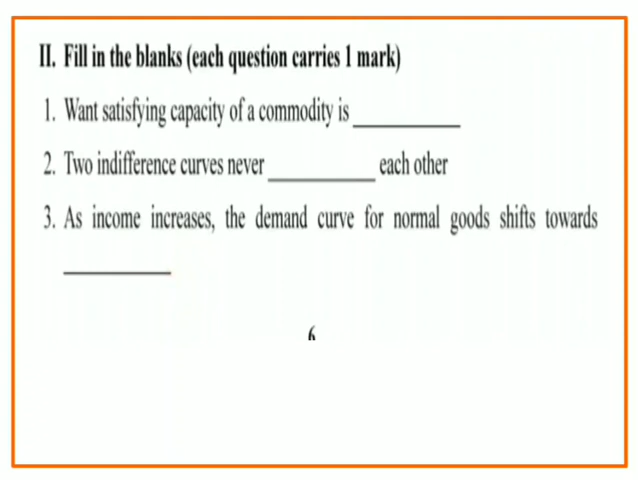 II. Fill in the blanks (each question carries 1 mark)
1. Want satisfying capacity of a commodity is __________
2. Two indifference curves never __________ each other
3. As income increases, the demand curve for normal goods shifts towards
__________
6